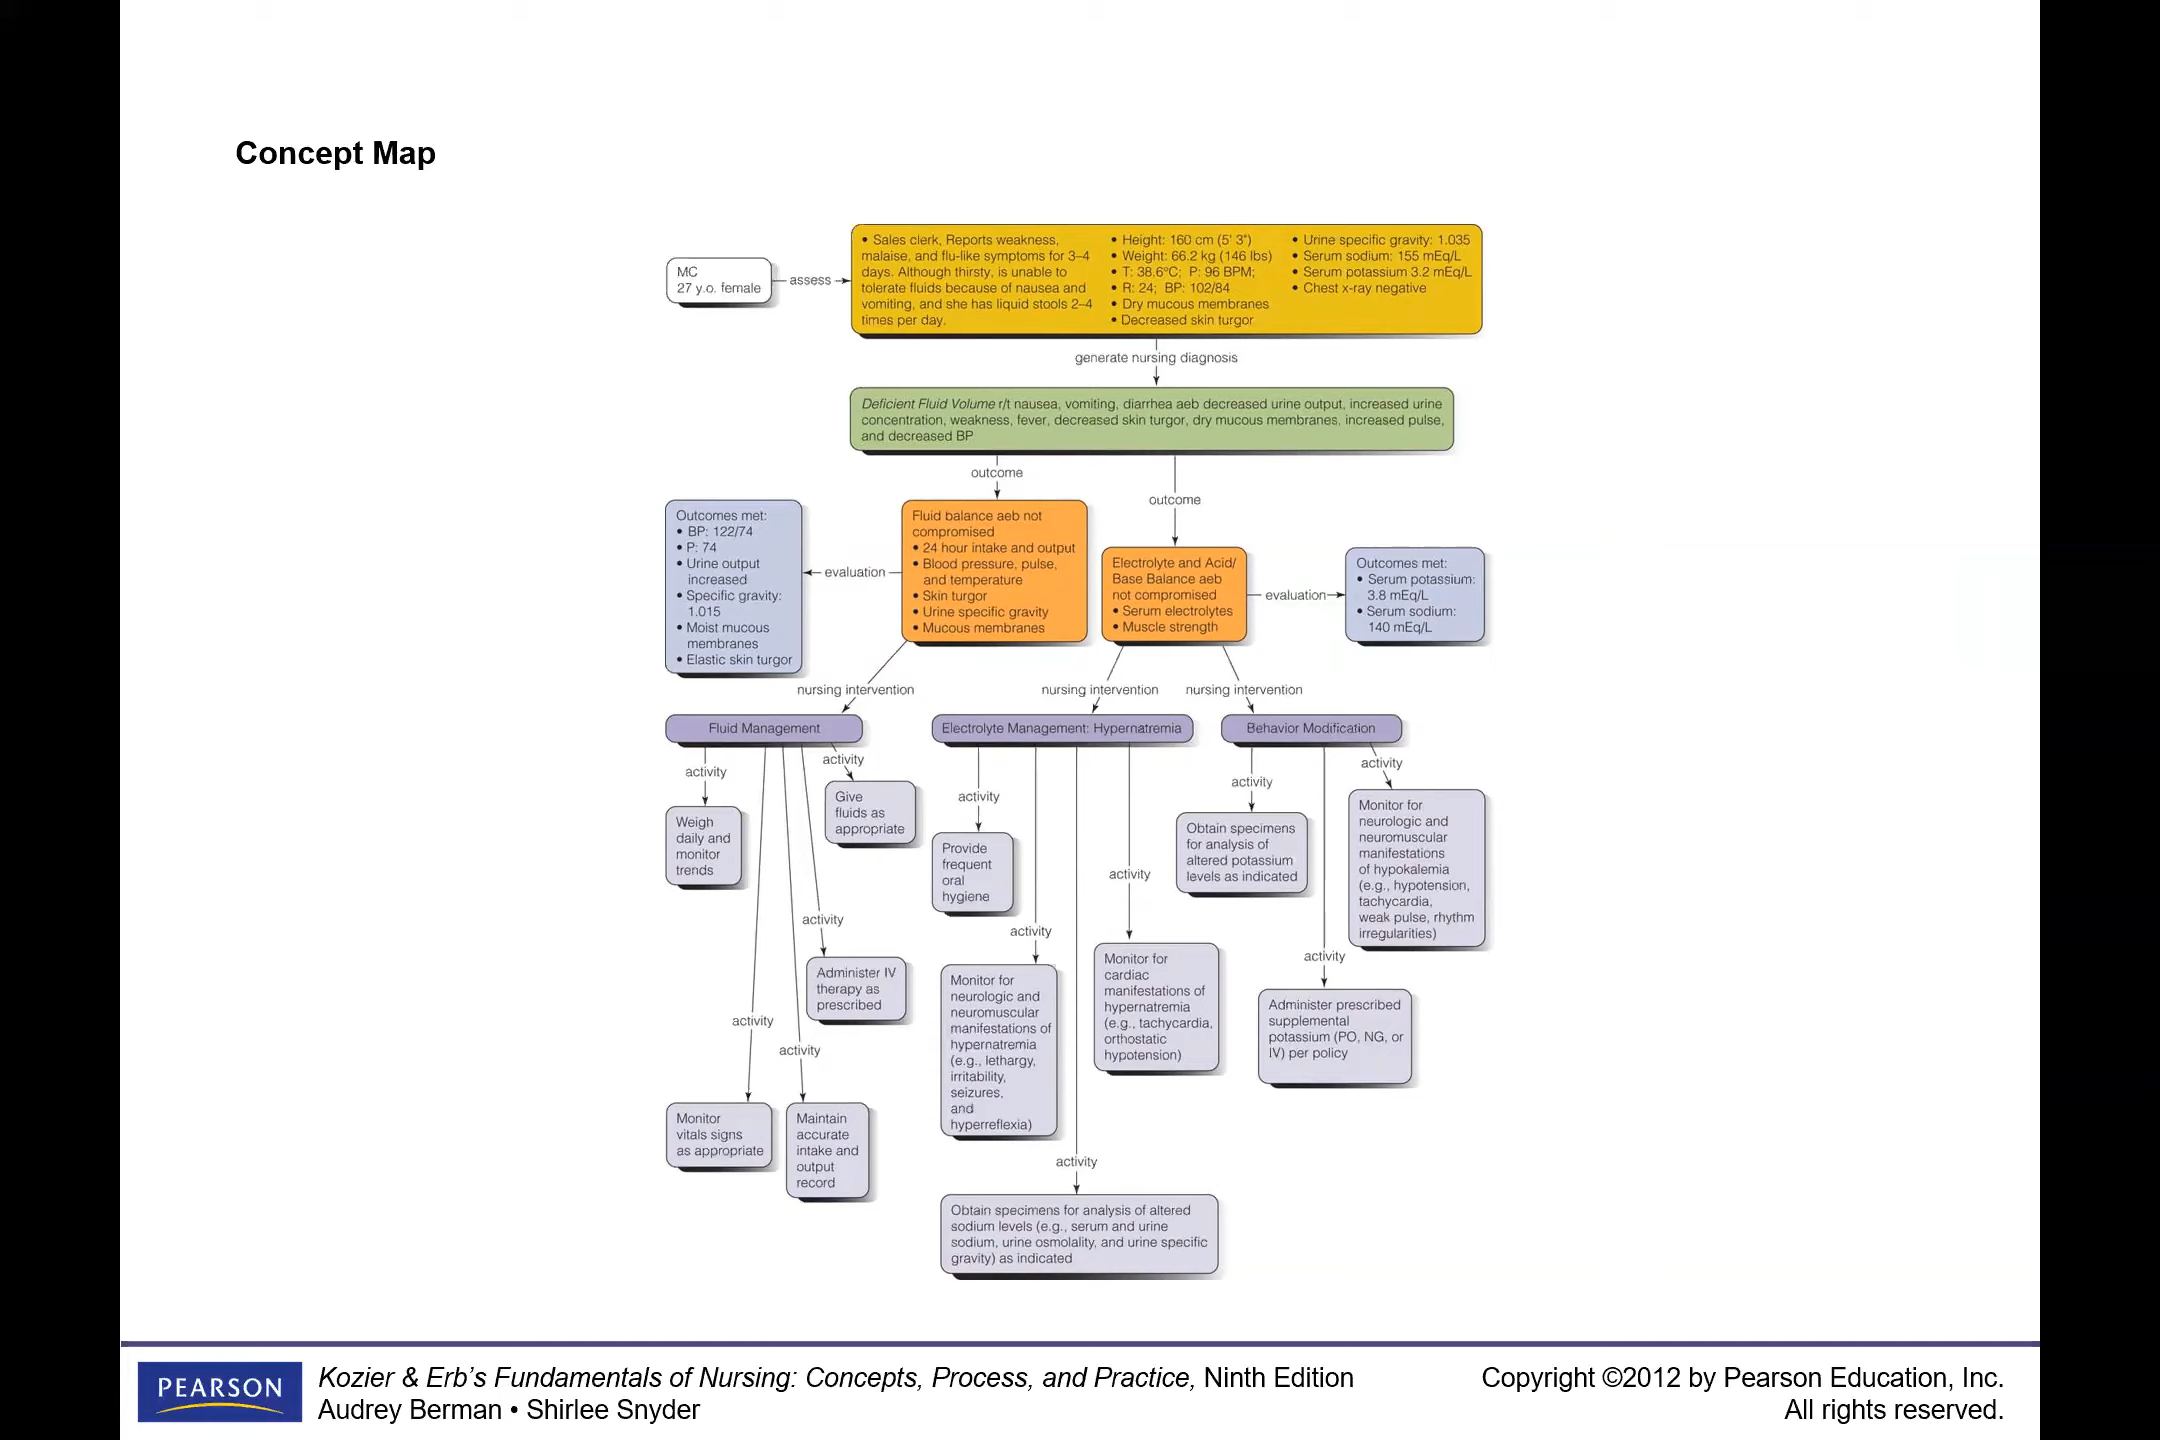 Concept Map
MC
27 y.o. female
assess
• Sales clerk, Reports weakness,
malaise, and flu-like symptoms for 3–4
days. Although thirsty, is unable to
tolerate fluids because of nausea and
vomiting, and she has liquid stools 2–4
times per day.
• Height: 160 cm (5' 3")
• Weight: 66.2 kg (146 lbs)
• T: 38.6°C; P: 96 BPM;
• R: 24; BP: 102/84
• Dry mucous membranes
• Decreased skin turgor
• Urine specific gravity: 1.035
• Serum sodium: 155 mEq/L
• Serum potassium 3.2 mEq/L
• Chest x-ray negative
generate nursing diagnosis
Deficient Fluid Volume r/t nausea, vomiting, diarrhea aeb decreased urine output, increased urine
concentration, weakness, fever, decreased skin turgor, dry mucous membranes, increased pulse,
and decreased BP
outcome
outcome
Outcomes met:
• BP: 122/74
• P: 74
• Urine output
increased
• Specific gravity:
1.015
• Moist mucous
membranes
• Elastic skin turgor
evaluation
Fluid balance aeb not
compromised
• 24 hour intake and output
• Blood pressure, pulse,
and temperature
• Skin turgor
• Urine specific gravity
• Mucous membranes
Electrolyte and Acid/
Base Balance aeb
not compromised
• Serum electrolytes
• Muscle strength
evaluation
Outcomes met:
• Serum potassium:
3.8 mEq/L
• Serum sodium:
140 mEq/L
nursing intervention
nursing intervention
nursing intervention
Fluid Management
Electrolyte Management: Hypernatremia
Behavior Modification
activity
Weigh
daily and
monitor
trends
activity
Give
fluids as
appropriate
activity
Administer IV
therapy as
prescribed
activity
Monitor
vitals signs
as appropriate
activity
Maintain
accurate
intake and
output
record
activity
Provide
frequent
oral
hygiene
activity
Monitor for
neurologic and
neuromuscular
manifestations of
hypernatremia
(e.g., lethargy,
irritability,
seizures,
and
hyperreflexia)
activity
Monitor for
cardiac
manifestations of
hypernatremia
(e.g., tachycardia,
orthostatic
hypotension)
activity
Obtain specimens for analysis of altered
sodium levels (e.g., serum and urine
sodium, urine osmolality, and urine specific
gravity) as indicated
activity
Obtain specimens
for analysis of
altered potassium
levels as indicated
activity
Monitor for
neurologic and
neuromuscular
manifestations
of hypokalemia
(e.g., hypotension,
tachycardia,
weak pulse, rhythm
irregularities)
activity
Administer prescribed
supplemental
potassium (PO, NG, or
IV) per policy
PEARSON
Kozier & Erb’s Fundamentals of Nursing: Concepts, Process, and Practice, Ninth Edition
Audrey Berman • Shirlee Snyder
Copyright ©2012 by Pearson Education, Inc.
All rights reserved.